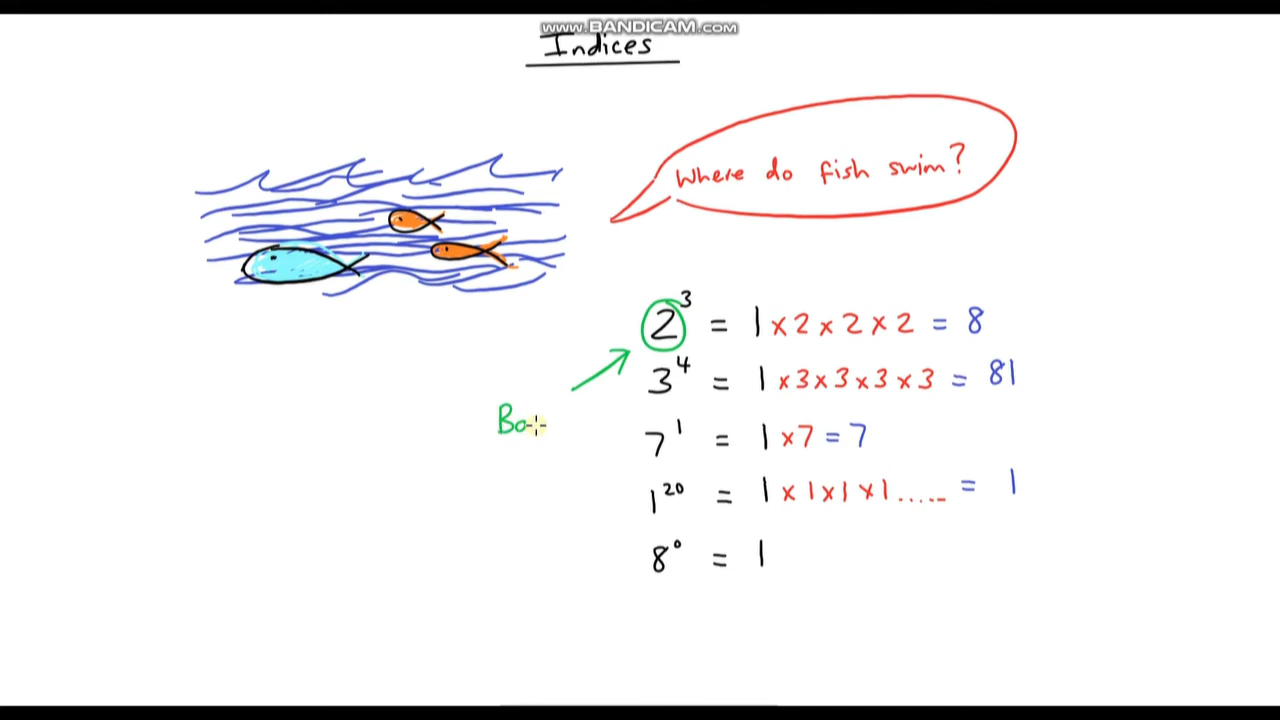 www.BANDICAM.com
Indices
Where do fish swim?
2³ = 1 × 2 × 2 × 2 = 8
3⁴ = 1 × 3 × 3 × 3 × 3 = 81
Ba
7¹ = 1 × 7 = 7
1²⁰ = 1 × 1 × 1 × 1 ...... = 1
8⁰ = 1